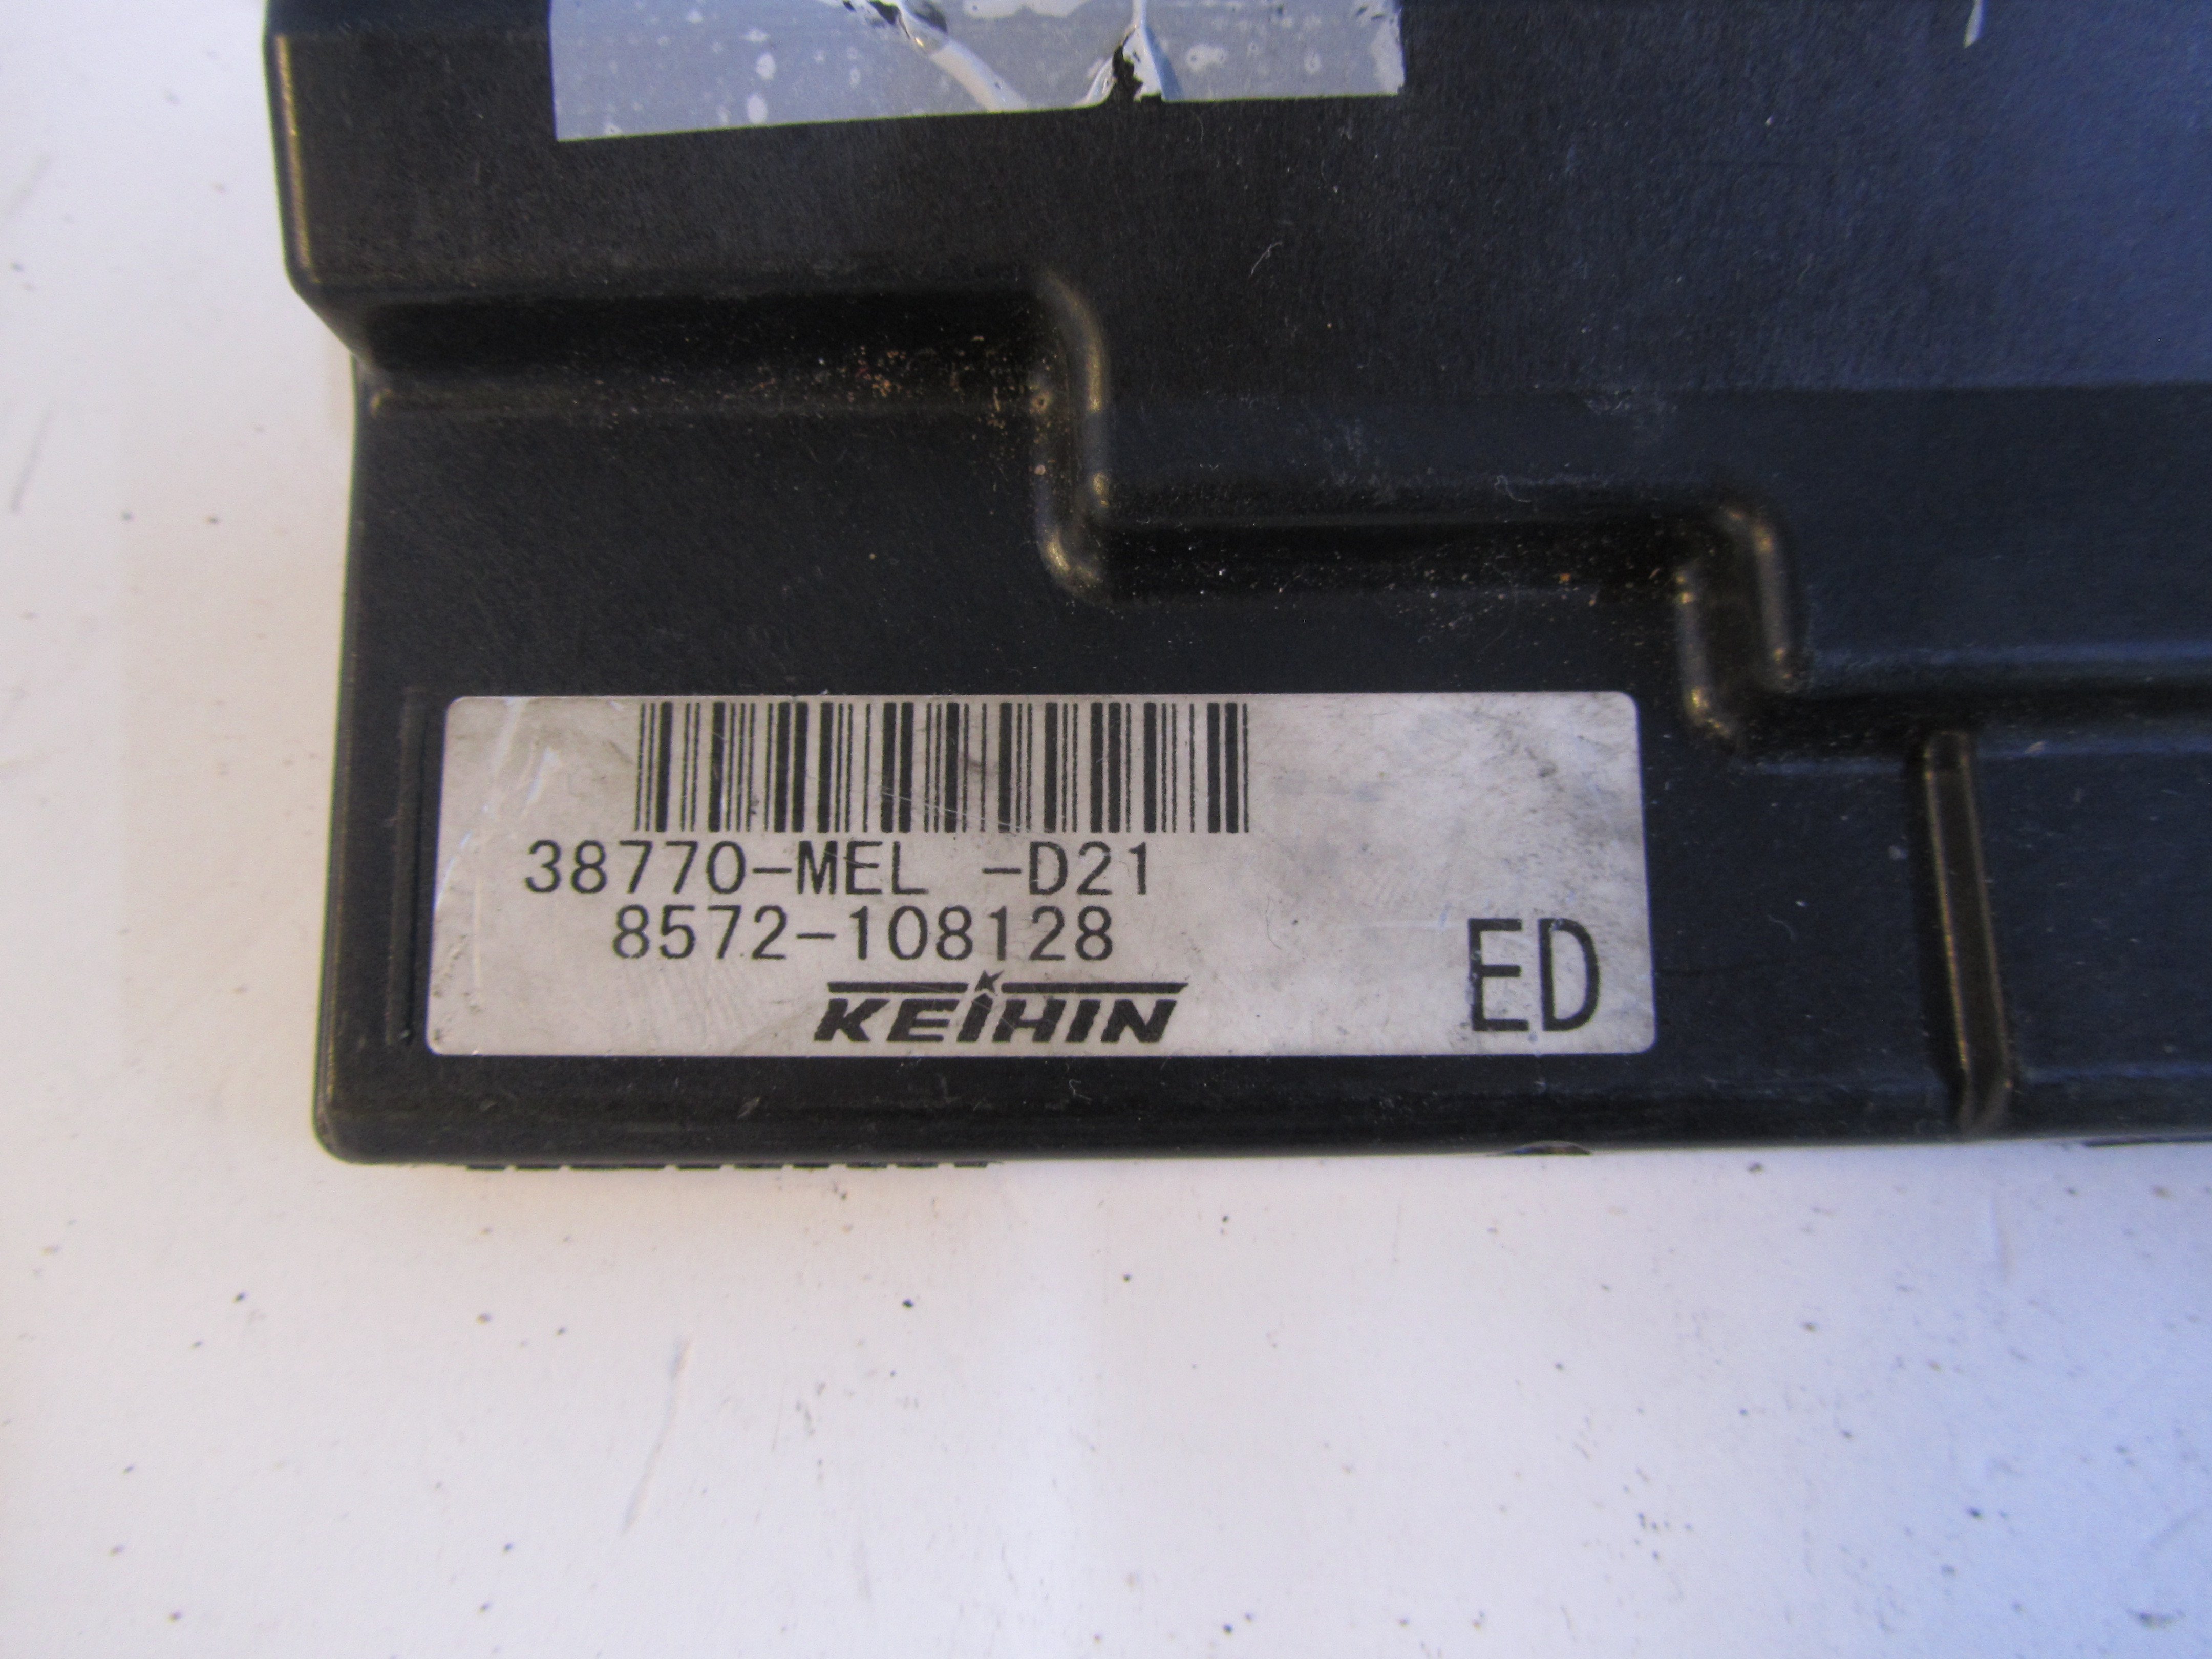 38770-MEL -D21
8572-108128
KEIHIN
ED